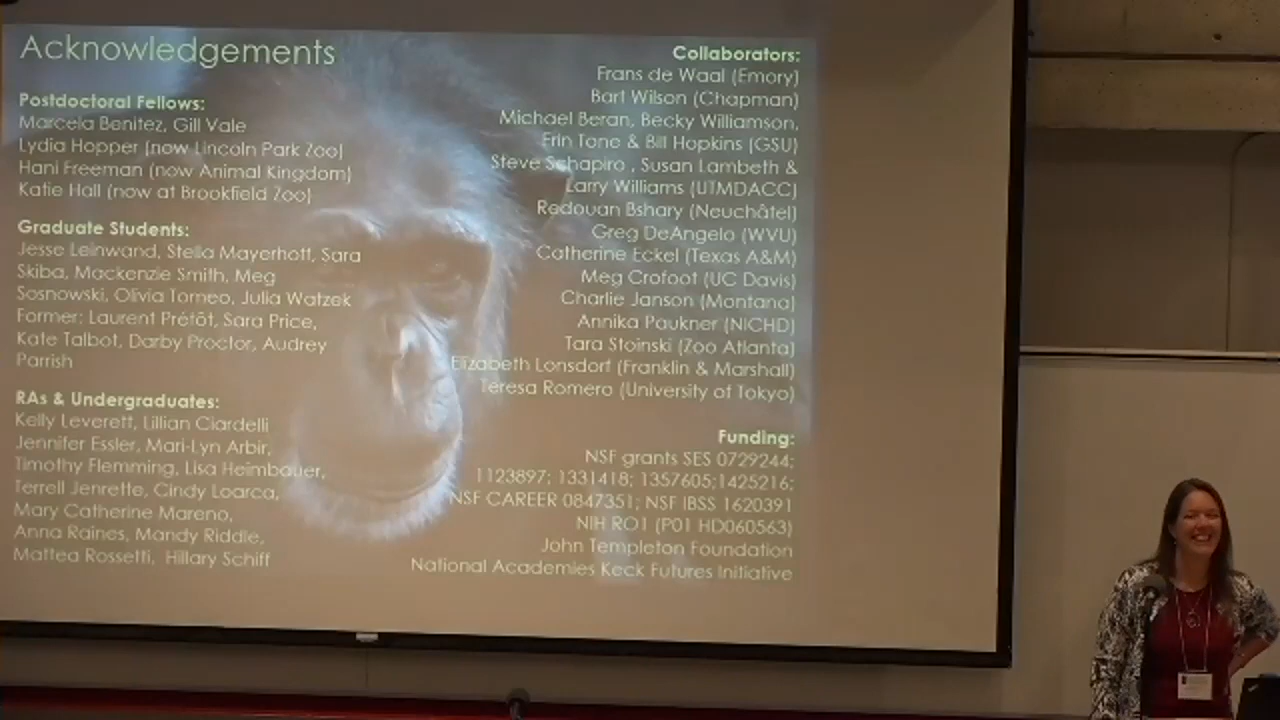 Acknowledgements
Postdoctoral Fellows:
Marcela Benitez, Gill Vale
Lydia Hopper (now Lincoln Park Zoo)
Hani Freeman (now Animal Kingdom)
Katie Hall (now at Brookfield Zoo)
Graduate Students:
Jesse Leinwand, Stella Mayerhoff, Sara
Skiba, Mackenzie Smith, Meg
Sosnowski, Olivia Torneo, Julia Watzek
Former: Laurent Prétôt, Sara Price,
Kate Talbot, Darby Proctor, Audrey
Parrish
RAs & Undergraduates:
Kelly Leverett, Lillian Ciardelli
Jennifer Essler, Mari-Lyn Arbir,
Timothy Flemming, Lisa Heimbauer,
Terrell Jenrette, Cindy Loarca,
Mary Catherine Mareno,
Anna Raines, Mandy Riddle,
Mattea Rossetti, Hillary Schiff
Collaborators:
Frans de Waal (Emory)
Bart Wilson (Chapman)
Michael Beran, Becky Williamson,
Erin Tone & Bill Hopkins (GSU)
Steve Schapiro , Susan Lambeth &
Larry Williams (UTMDACC)
Redouan Bshary (Neuchâtel)
Greg DeAngelo (WVU)
Catherine Eckel (Texas A&M)
Meg Crofoot (UC Davis)
Charlie Janson (Montana)
Annika Paukner (NICHD)
Tara Stoinski (Zoo Atlanta)
Elizabeth Lonsdorf (Franklin & Marshall)
Teresa Romero (University of Tokyo)
Funding:
NSF grants SES 0729244;
1123897; 1331418; 1357605;1425216;
NSF CAREER 0847351; NSF IBSS 1620391
NIH RO1 (P01 HD060563)
John Templeton Foundation
National Academies Keck Futures Initiative